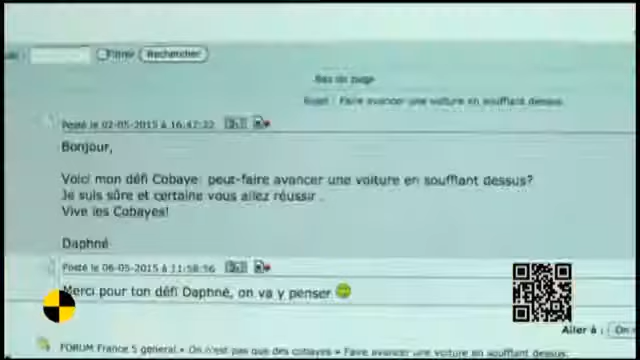 Filtrer Rechercher
Bas de page
Sujet : Faire avancer une voiture en soufflant dessus
Posté le 02-05-2015 à 16:47:22
Bonjour,
Voici mon défi Cobaye: peut-faire avancer une voiture en soufflant dessus?
Je suis sûre et certaine vous allez réussir .
Vive les Cobayes!
Daphné
Posté le 06-05-2015 à 11:58:56
Merci pour ton défi Daphné, on va y penser
Aller à : On
FORUM France 5 general » On n'est pas que des cobayes » Faire avancer une voiture en soufflant dessus